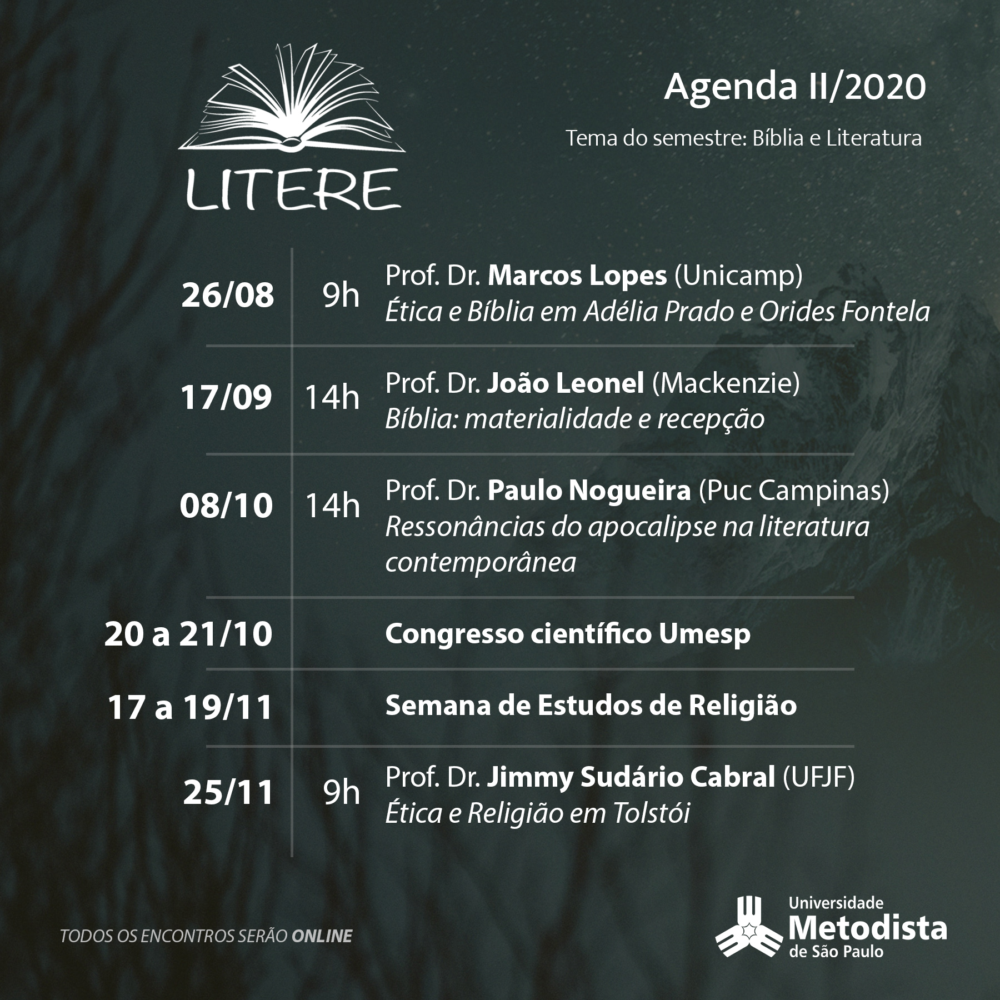 LITERE
Agenda II/2020
Tema do semestre: Bíblia e Literatura
26/08
9h
Prof. Dr. Marcos Lopes (Unicamp)
Ética e Bíblia em Adélia Prado e Orides Fontela
17/09
14h
Prof. Dr. João Leonel (Mackenzie)
Bíblia: materialidade e recepção
08/10
14h
Prof. Dr. Paulo Nogueira (Puc Campinas)
Ressonâncias do apocalipse na literatura
contemporânea
20 a 21/10
Congresso científico Umesp
17 a 19/11
Semana de Estudos de Religião
25/11
9h
Prof. Dr. Jimmy Sudário Cabral (UFJF)
Ética e Religião em Tolstói
TODOS OS ENCONTROS SERÃO ONLINE
Universidade
Metodista
de São Paulo